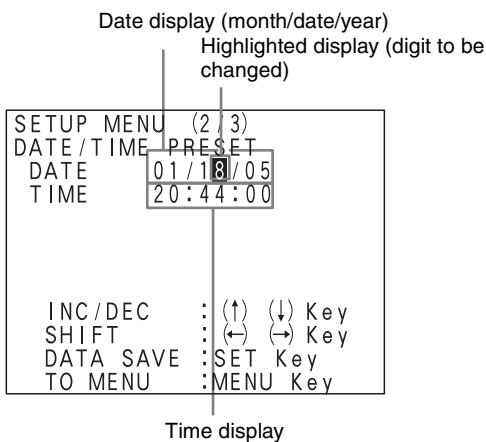 Date display (month/date/year)
Highlighted display (digit to be
changed)
SETUP MENU (2/3)
DATE/TIME PRESET
DATE 01/18/05
TIME 20:44:00
INC/DEC : (↑) (↓) Key
SHIFT : (←) (→) Key
DATA SAVE :SET Key
TO MENU :MENU Key
Time display